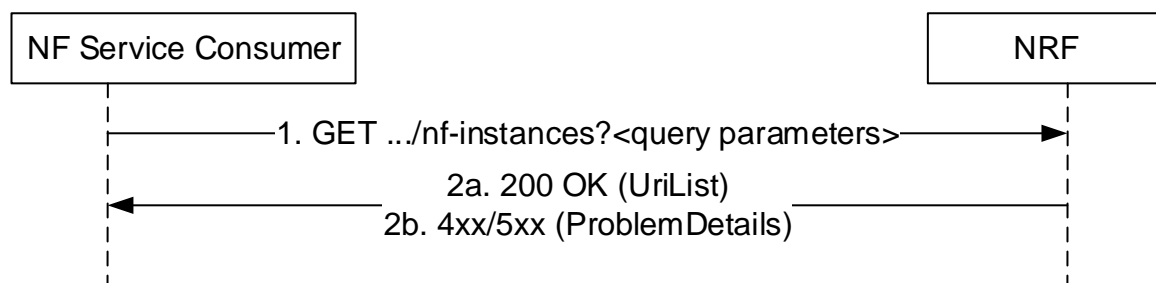 NF Service Consumer
NRF
1. GET .../nf-instances?<query parameters>
2a. 200 OK (UriList)
2b. 4xx/5xx (ProblemDetails)